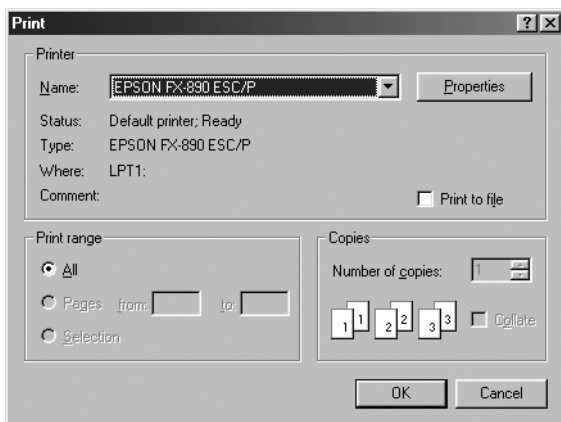 Print
Printer
Name: EPSON FX-890 ESC/P Properties
Status: Default printer; Ready
Type: EPSON FX-890 ESC/P
Where: LPT1:
Comment: Print to file
Print range
All
Pages from: to:
Selection
Copies
Number of copies: 1
1 1 2 2 3 3 Collate
OK Cancel